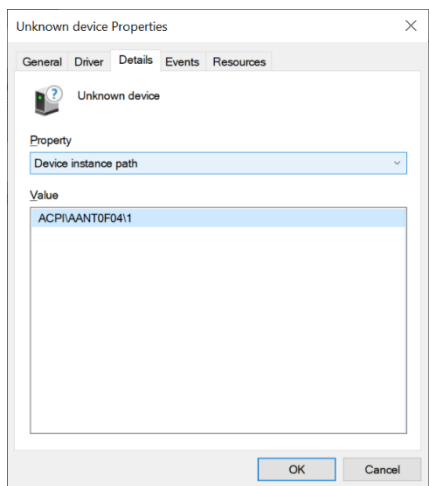 Unknown device Properties
General Driver Details Events Resources
Unknown device
Property
Device instance path
Value
ACPI\AANT0F04\1
OK Cancel